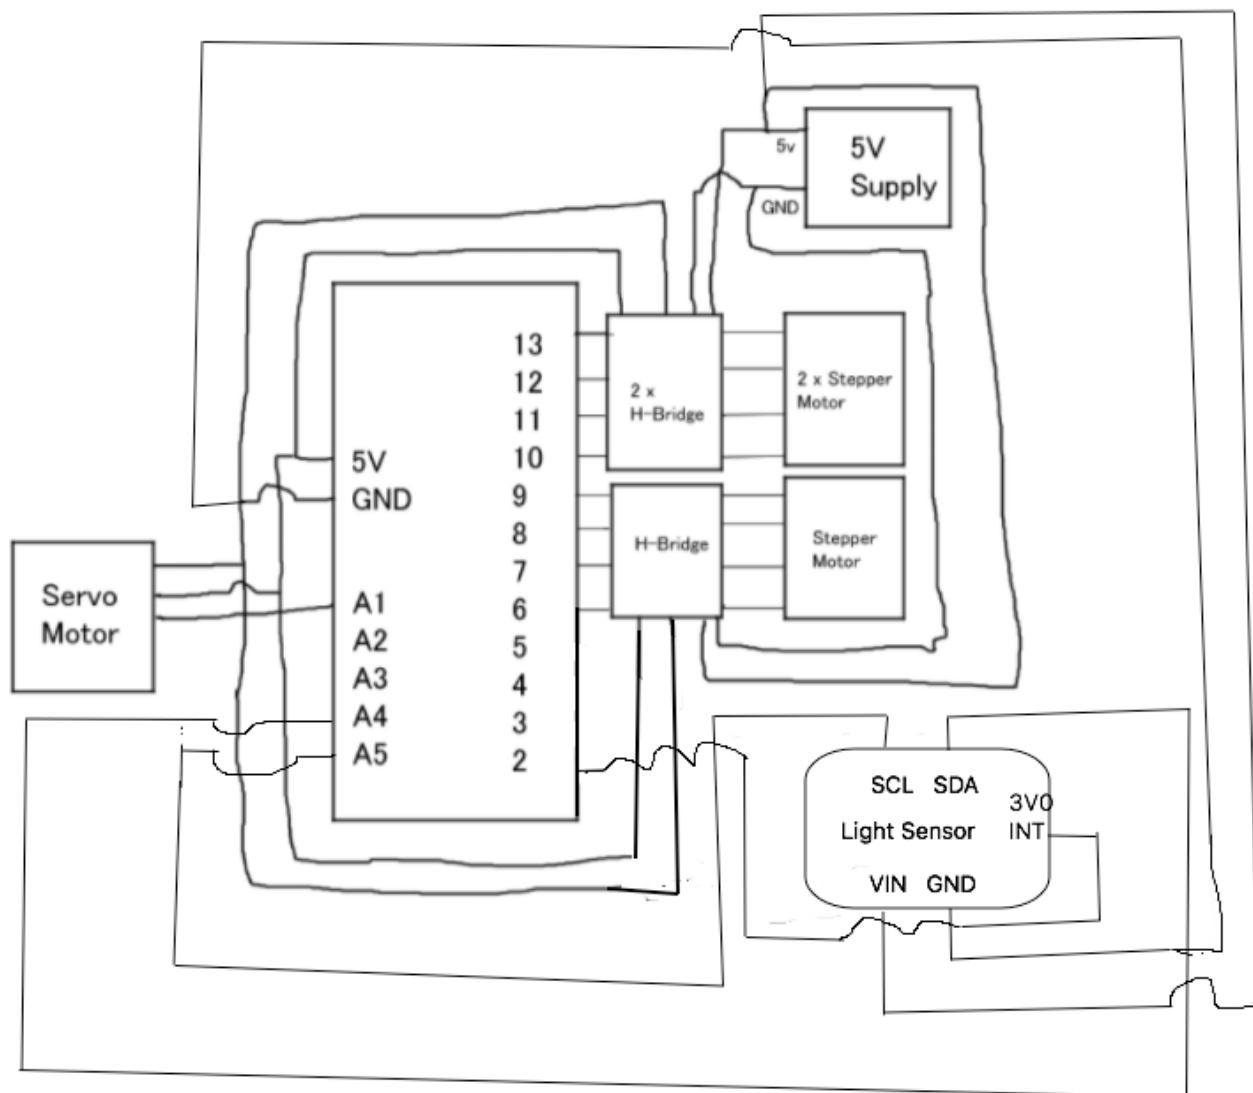 5v
5V
Supply
GND
13
12
2 x
H-Bridge
2 x Stepper
Motor
11
10
5V
GND
9
8
H-Bridge
Stepper
Motor
7
Servo
Motor
A1
6
A2
5
A3
4
A4
3
A5
2
SCL SDA
3V0
Light Sensor INT
VIN GND